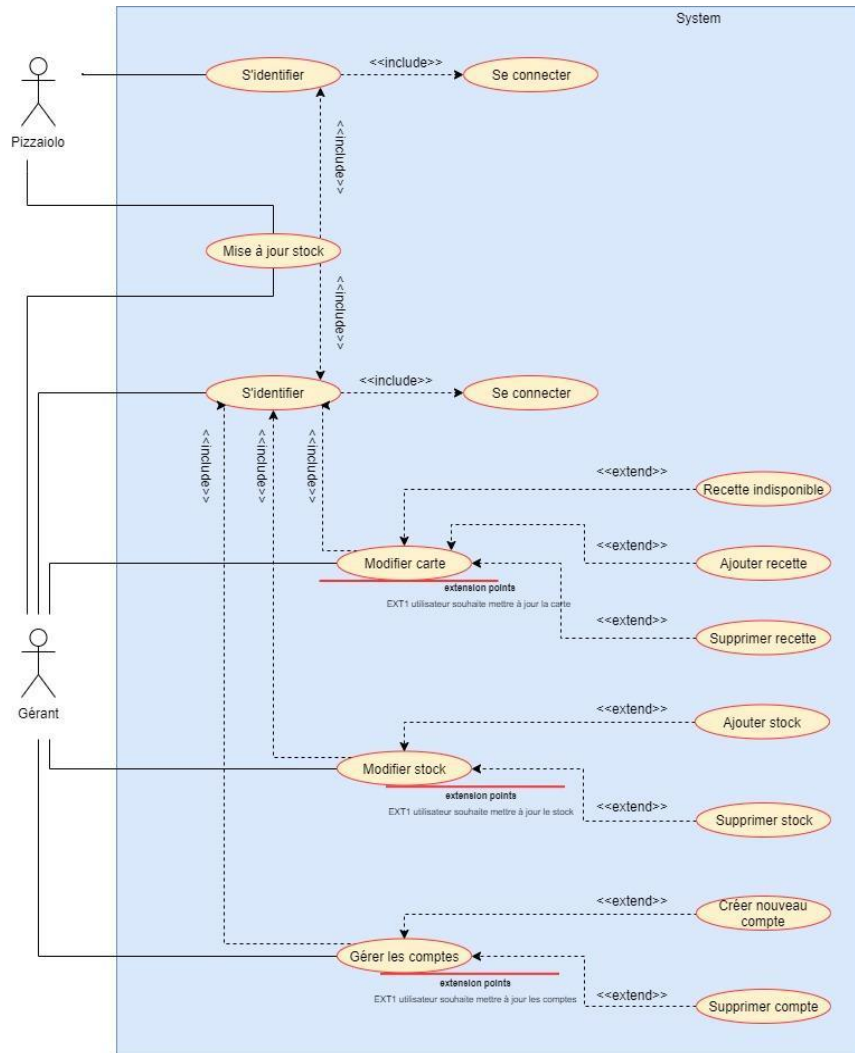 System
S'identifier
<<include>>
Se connecter
Pizzaiolo
<<include>>
Mise à jour stock
<<include>>
S'identifier
<<include>>
Se connecter
<<include>>
<<include>>
<<include>>
<<extend>>
Recette indisponible
<<extend>>
Modifier carte
Ajouter recette
extension points
EXT1 utilisateur souhaite mettre à jour la carte
<<extend>>
Supprimer recette
Gérant
<<extend>>
Ajouter stock
Modifier stock
extension points
EXT1 utilisateur souhaite mettre à jour le stock
<<extend>>
Supprimer stock
<<extend>>
Créer nouveau
compte
Gérer les comptes
extension points
EXT1 utilisateur souhaite mettre à jour les comptes
<<extend>>
Supprimer compte